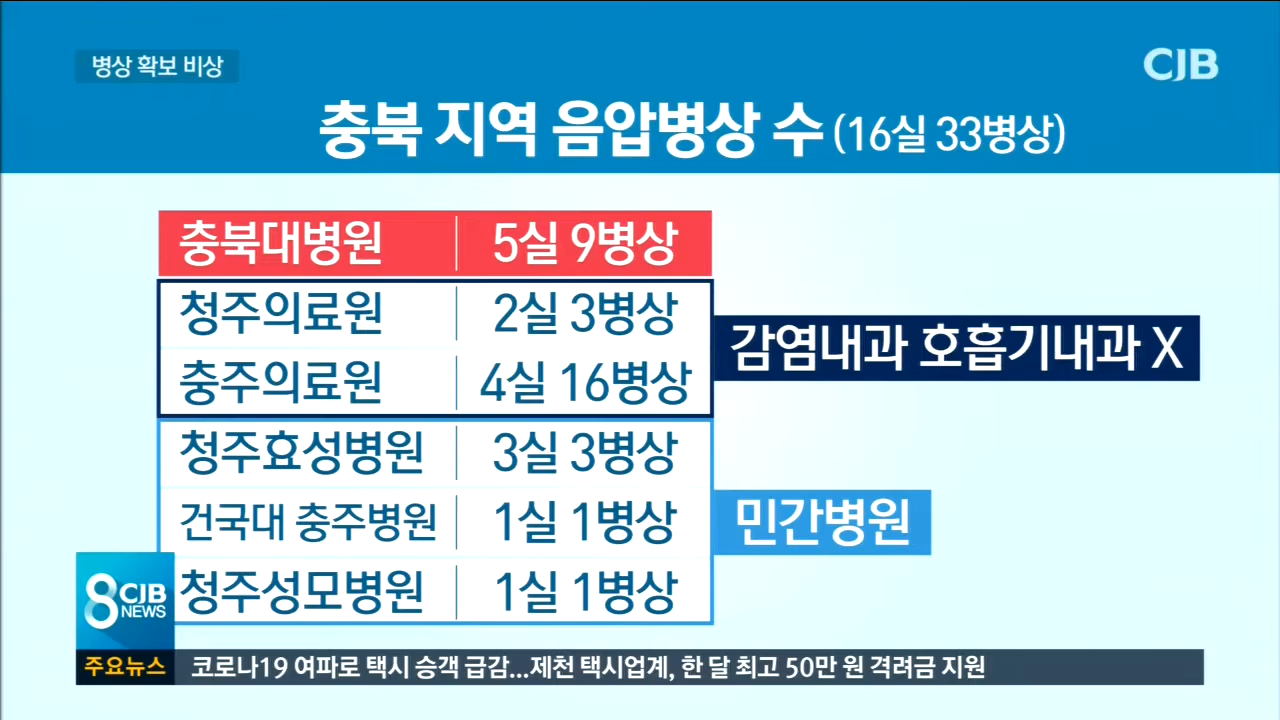 병상 확보 비상
CJB
충북 지역 음압병상 수 (16실 33병상)
충북대병원 5실 9병상
청주의료원 2실 3병상
충주의료원 4실 16병상
감염내과 호흡기내과 X
청주효성병원 3실 3병상
건국대 충주병원 1실 1병상
청주성모병원 1실 1병상
민간병원
8 CJB NEWS
주요뉴스 코로나19 여파로 택시 승객 급감...제천 택시업계, 한 달 최고 50만 원 격려금 지원